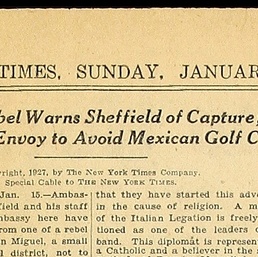 TIMES, SUNDAY, JANUAR
bel Warns Sheffield of Capture,
Envoy to Avoid Mexican Golf C
yright, 1927, by The New York Times Company.
Special Cable to THE NEW YORK TIMES.
Jan. 15.—Ambas-
field and his staff
mbassy here have
from one of a rebel
n Miguel, a small
l district, not to
that they have started this adve
in the cause of religion. A m
of the Italian Legation is freely
tioned as one of the leaders o
band. This diplomat is represent
a Catholic and a believer in the